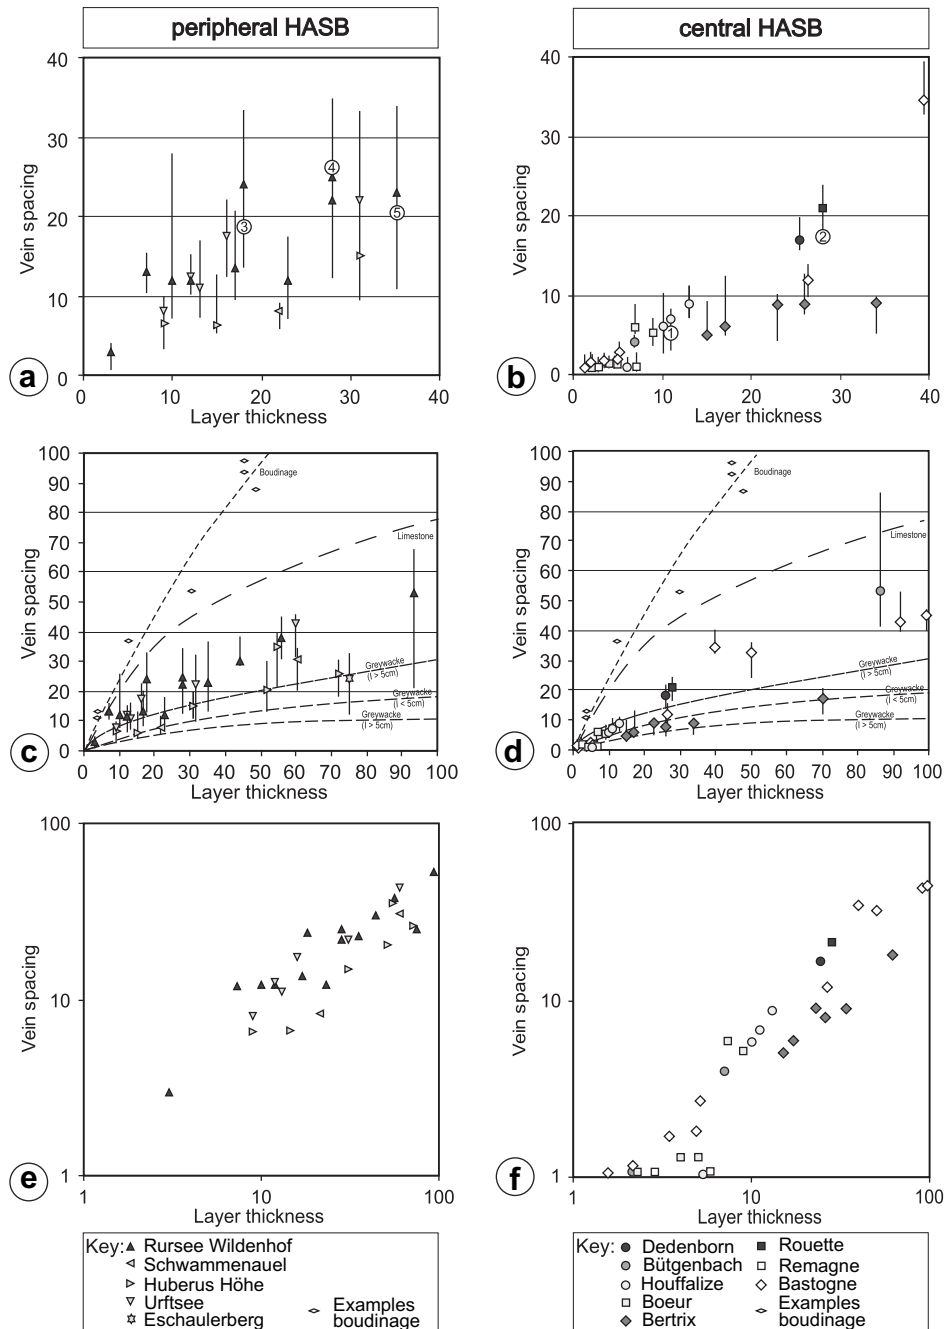 peripheral HASB
central HASB
40
30
20
10
0
10
20
30
40
Vein spacing
Layer thickness
3
4
5
a
40
30
20
10
0
10
20
30
40
Vein spacing
Layer thickness
1
2
b
100
90
80
70
60
50
40
30
20
10
0
0
10
20
30
40
50
60
70
80
90
100
Vein spacing
Layer thickness
Boudinage
Limestone
Greywacke
(l > 5cm)
Greywacke
(l < 5cm)
Greywacke
(l > 5cm)
c
100
90
80
70
60
50
40
30
20
10
0
0
10
20
30
40
50
60
70
80
90
100
Vein spacing
Layer thickness
Boudinage
Limestone
Greywacke
(l > 5cm)
Greywacke
(l < 5cm)
Greywacke
(l > 5cm)
d
100
10
1
1
10
100
Vein spacing
Layer thickness
e
100
10
1
1
10
100
Vein spacing
Layer thickness
f
Key: Rursee Wildenhof
Schwammenauel
Huberus Höhe
Urftsee
Eschaulerberg
Examples
boudinage
Key: Dedenborn
Bütgenbach
Houffalize
Boeur
Bertrix
Rouette
Remagne
Bastogne
Examples
boudinage